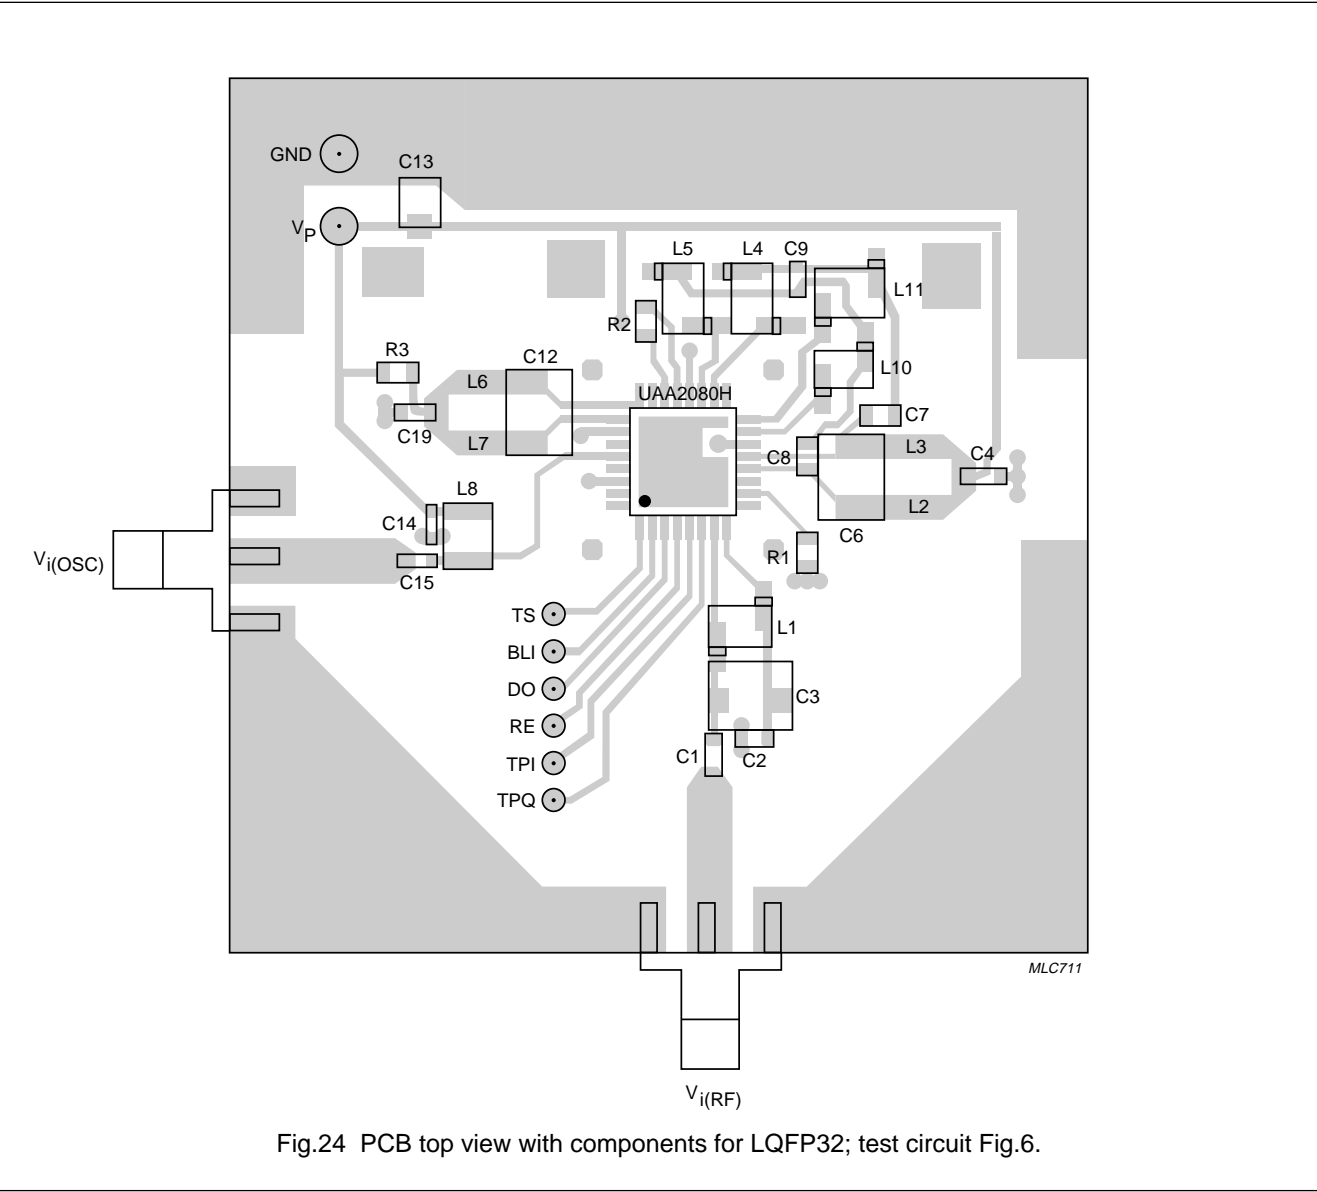 GND
C13
VP
L5
L4
C9
L11
R2
R3
C12
L10
L6
UAA2080H
C7
C19
L7
C8
L3
C4
L8
L2
C14
C6
R1
Vi(OSC)
C15
TS
L1
BLI
DO
C3
RE
C1
C2
TPI
TPQ
MLC711
Vi(RF)
Fig.24 PCB top view with components for LQFP32; test circuit Fig.6.